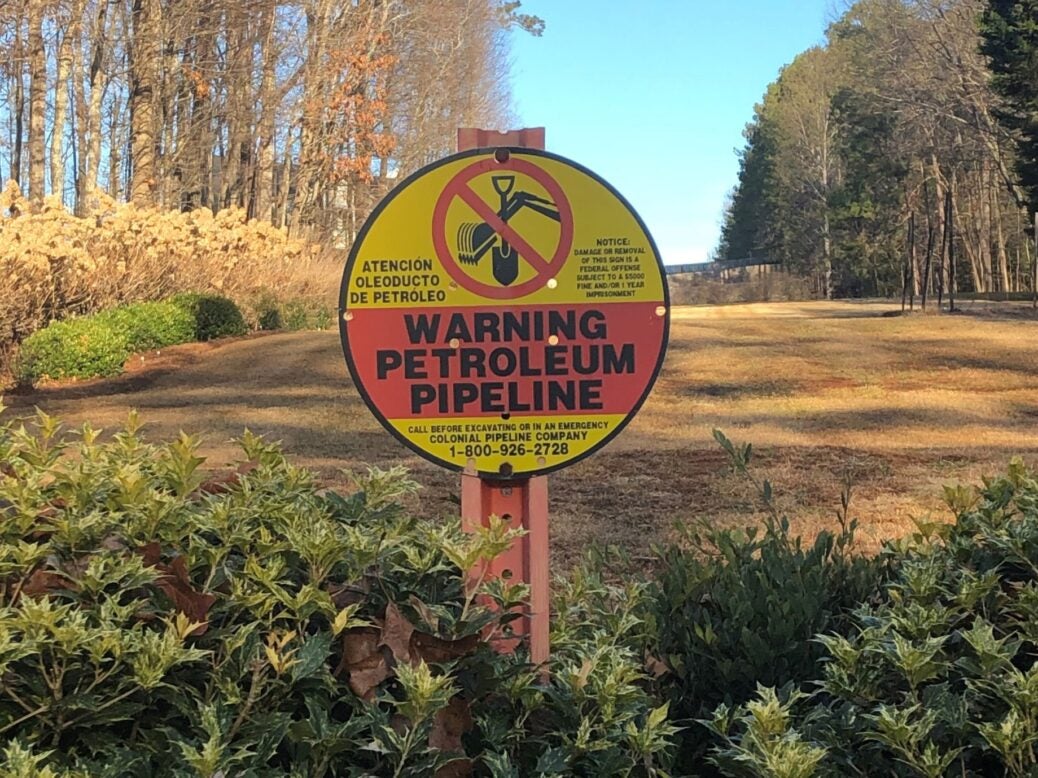 ATENCIÓN
OLEODUCTO
DE PETRÓLEO
NOTICE:
DAMAGE OR REMOVAL
OF THIS SIGN IS A
FEDERAL OFFENSE
SUBJECT TO A $5000
FINE AND/OR 1 YEAR
IMPRISONMENT
WARNING
PETROLEUM
PIPELINE
CALL BEFORE EXCAVATING OR IN AN EMERGENCY
COLONIAL PIPELINE COMPANY
1-800-926-2728